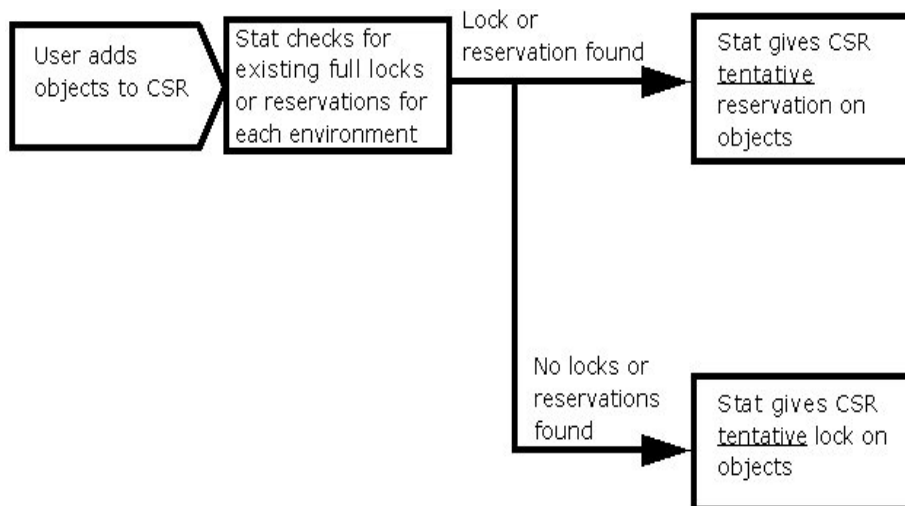 User adds
objects to CSR
Stat checks for
existing full locks
or reservations for
each environment
Lock or
reservation found
Stat gives CSR
tentative
reservation on
objects
No locks or
reservations
found
Stat gives CSR
tentative lock on
objects